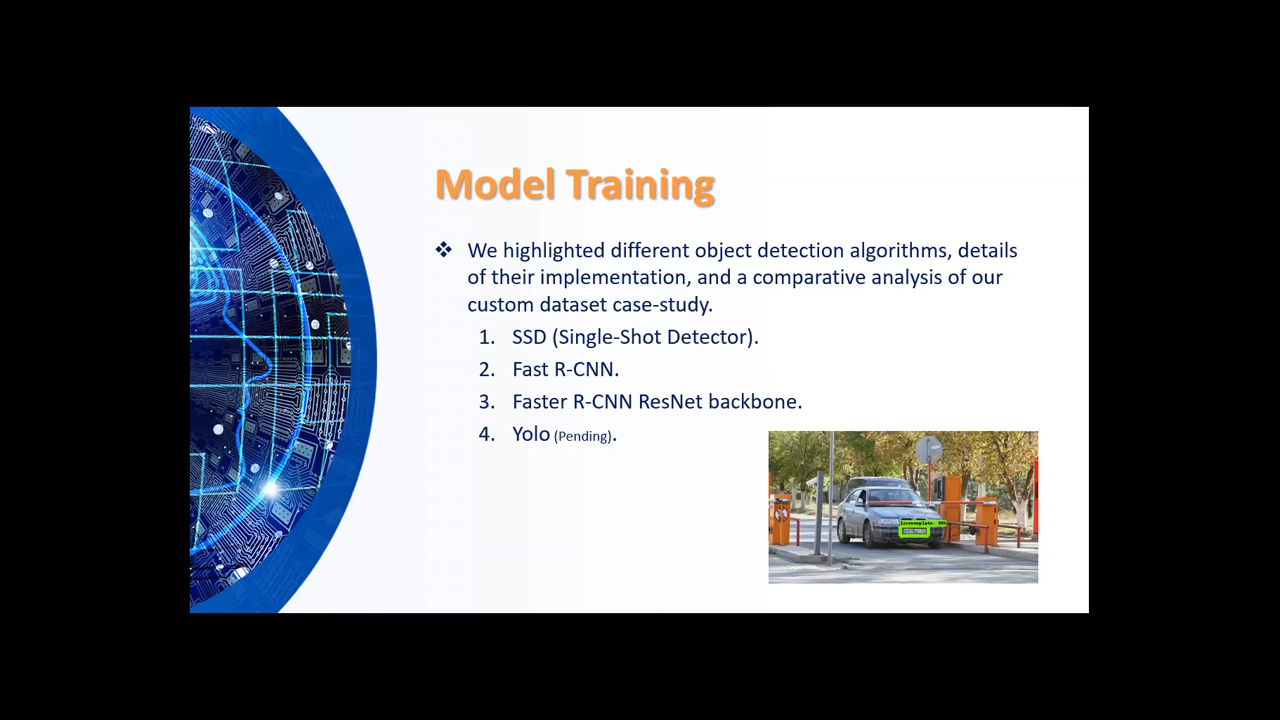 Model Training
❖ We highlighted different object detection algorithms, details
of their implementation, and a comparative analysis of our
custom dataset case-study.
1. SSD (Single-Shot Detector).
2. Fast R-CNN.
3. Faster R-CNN ResNet backbone.
4. Yolo (Pending).